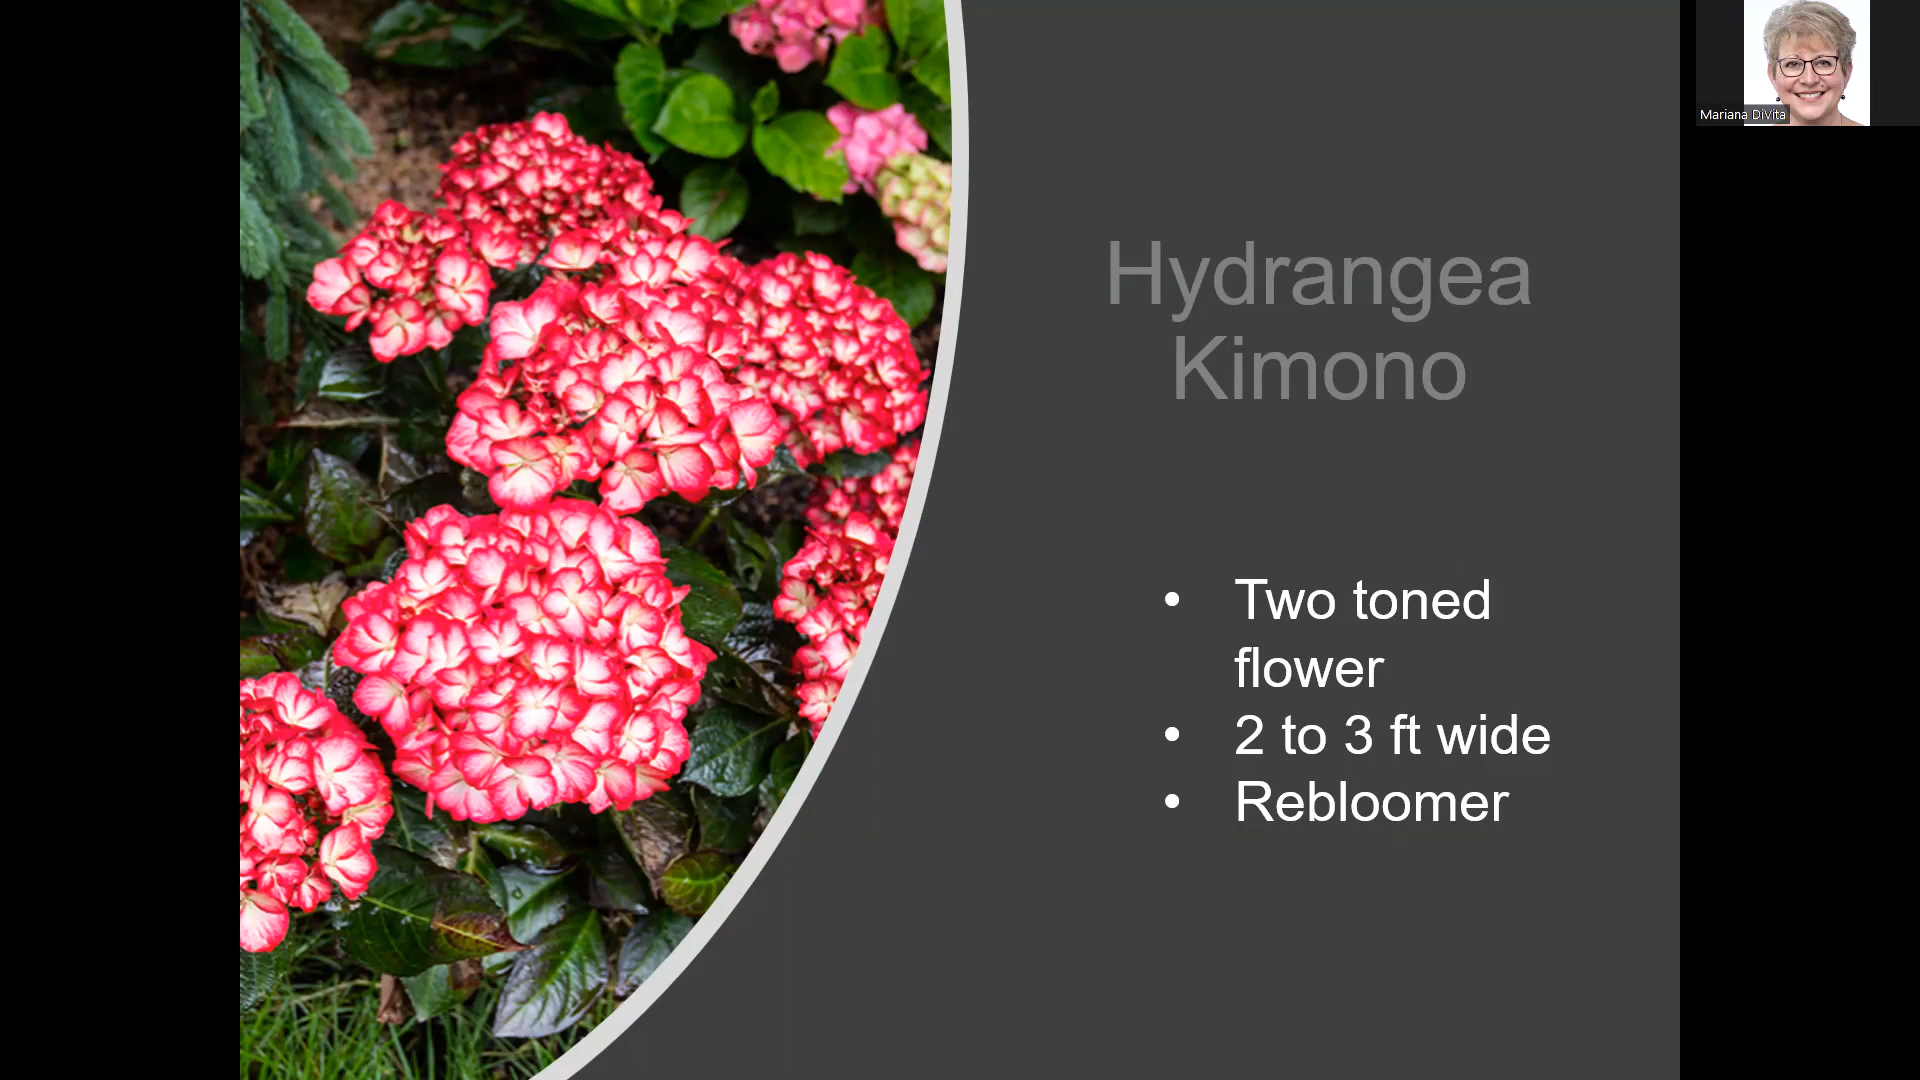 Mariana DiVita
Hydrangea
Kimono
• Two toned
flower
• 2 to 3 ft wide
• Rebloomer